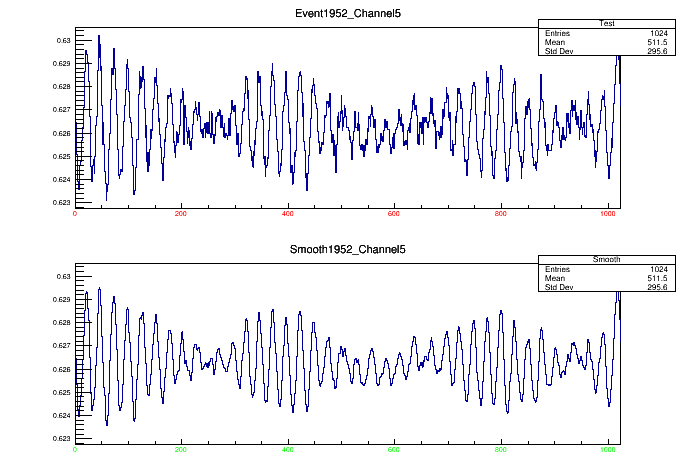 Event1952_Channel5
Test
Entries 1024
Mean 511.5
Std Dev 295.6
0.63
0.629
0.628
0.627
0.626
0.625
0.624
0.623
0 200 400 600 800 1000
Smooth1952_Channel5
Smooth
Entries 1024
Mean 511.5
Std Dev 295.6
0.63
0.629
0.628
0.627
0.626
0.625
0.624
0.623
0 200 400 600 800 1000